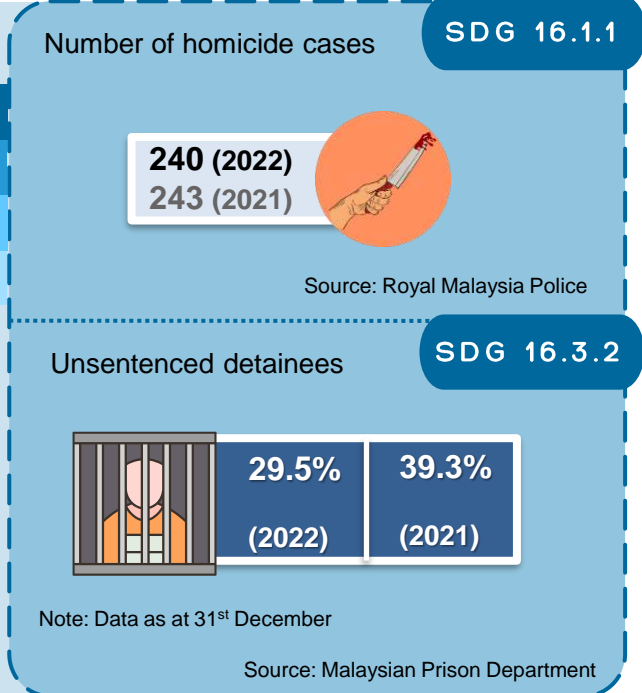 SDG 16.1.1
Number of homicide cases
240 (2022)
243 (2021)
Source: Royal Malaysia Police
SDG 16.3.2
Unsentenced detainees
29.5% 39.3%
(2022) (2021)
Note: Data as at 31st December
Source: Malaysian Prison Department